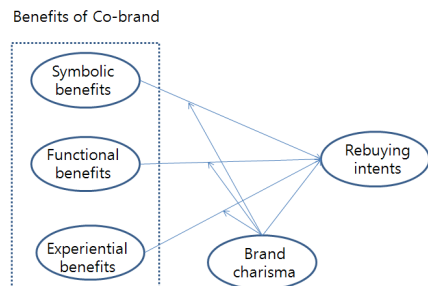 Benefits of Co-brand
Symbolic
benefits
Functional
benefits
Rebuying
intents
Experiential
benefits
Brand
charisma